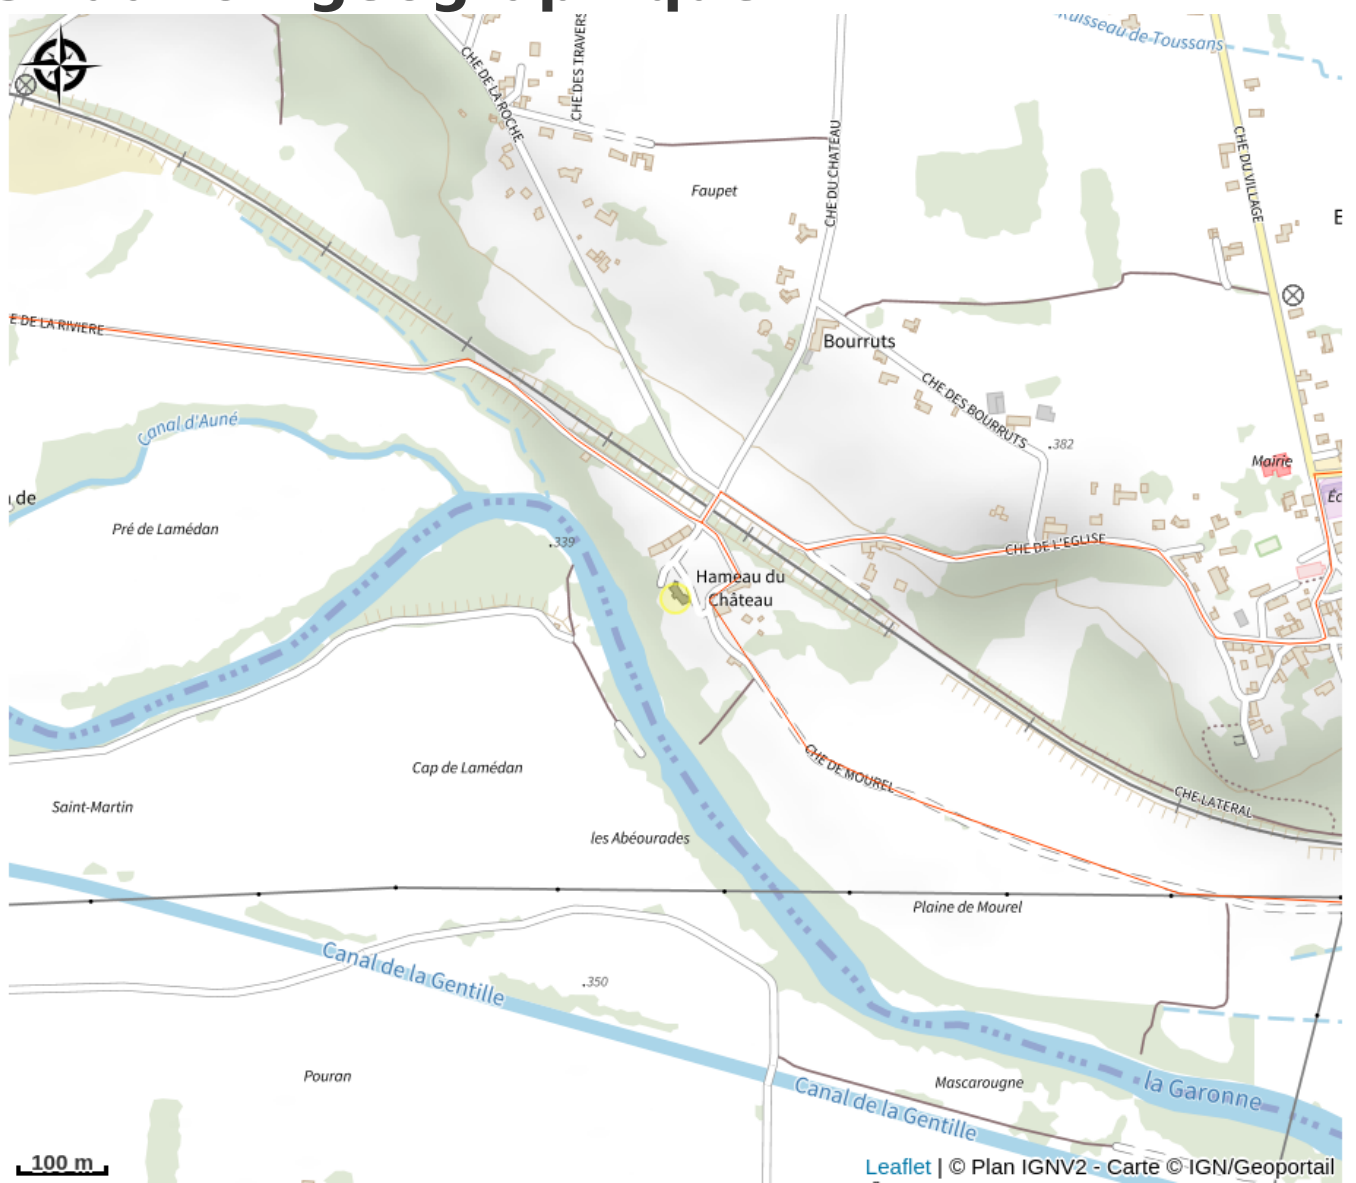 Ruisseau de Toussans
CHE DE LA ROCHE
CHE DES TRAVERS
CHE DU CHATEAU
CHE DU VILLAGE
Faupet
E
E DE LA RIVIERE
Bourruts
CHE DES BOURRUTS
.382
Canal d'Auné
Mairie
Éc
de
Pré de Lamédan
.339
CHE DE L'EGLISE
Hameau du
Château
CHE DE MOUREL
Cap de Lamédan
CHE LATERAL
Saint-Martin
les Abéourades
Plaine de Mourel
Canal de la Gentille
.350
Pouran
Mascarougne
la Garonne
Canal de la Gentille
100 m
Leaflet | © Plan IGNV2 - Carte © IGN/Geoportail